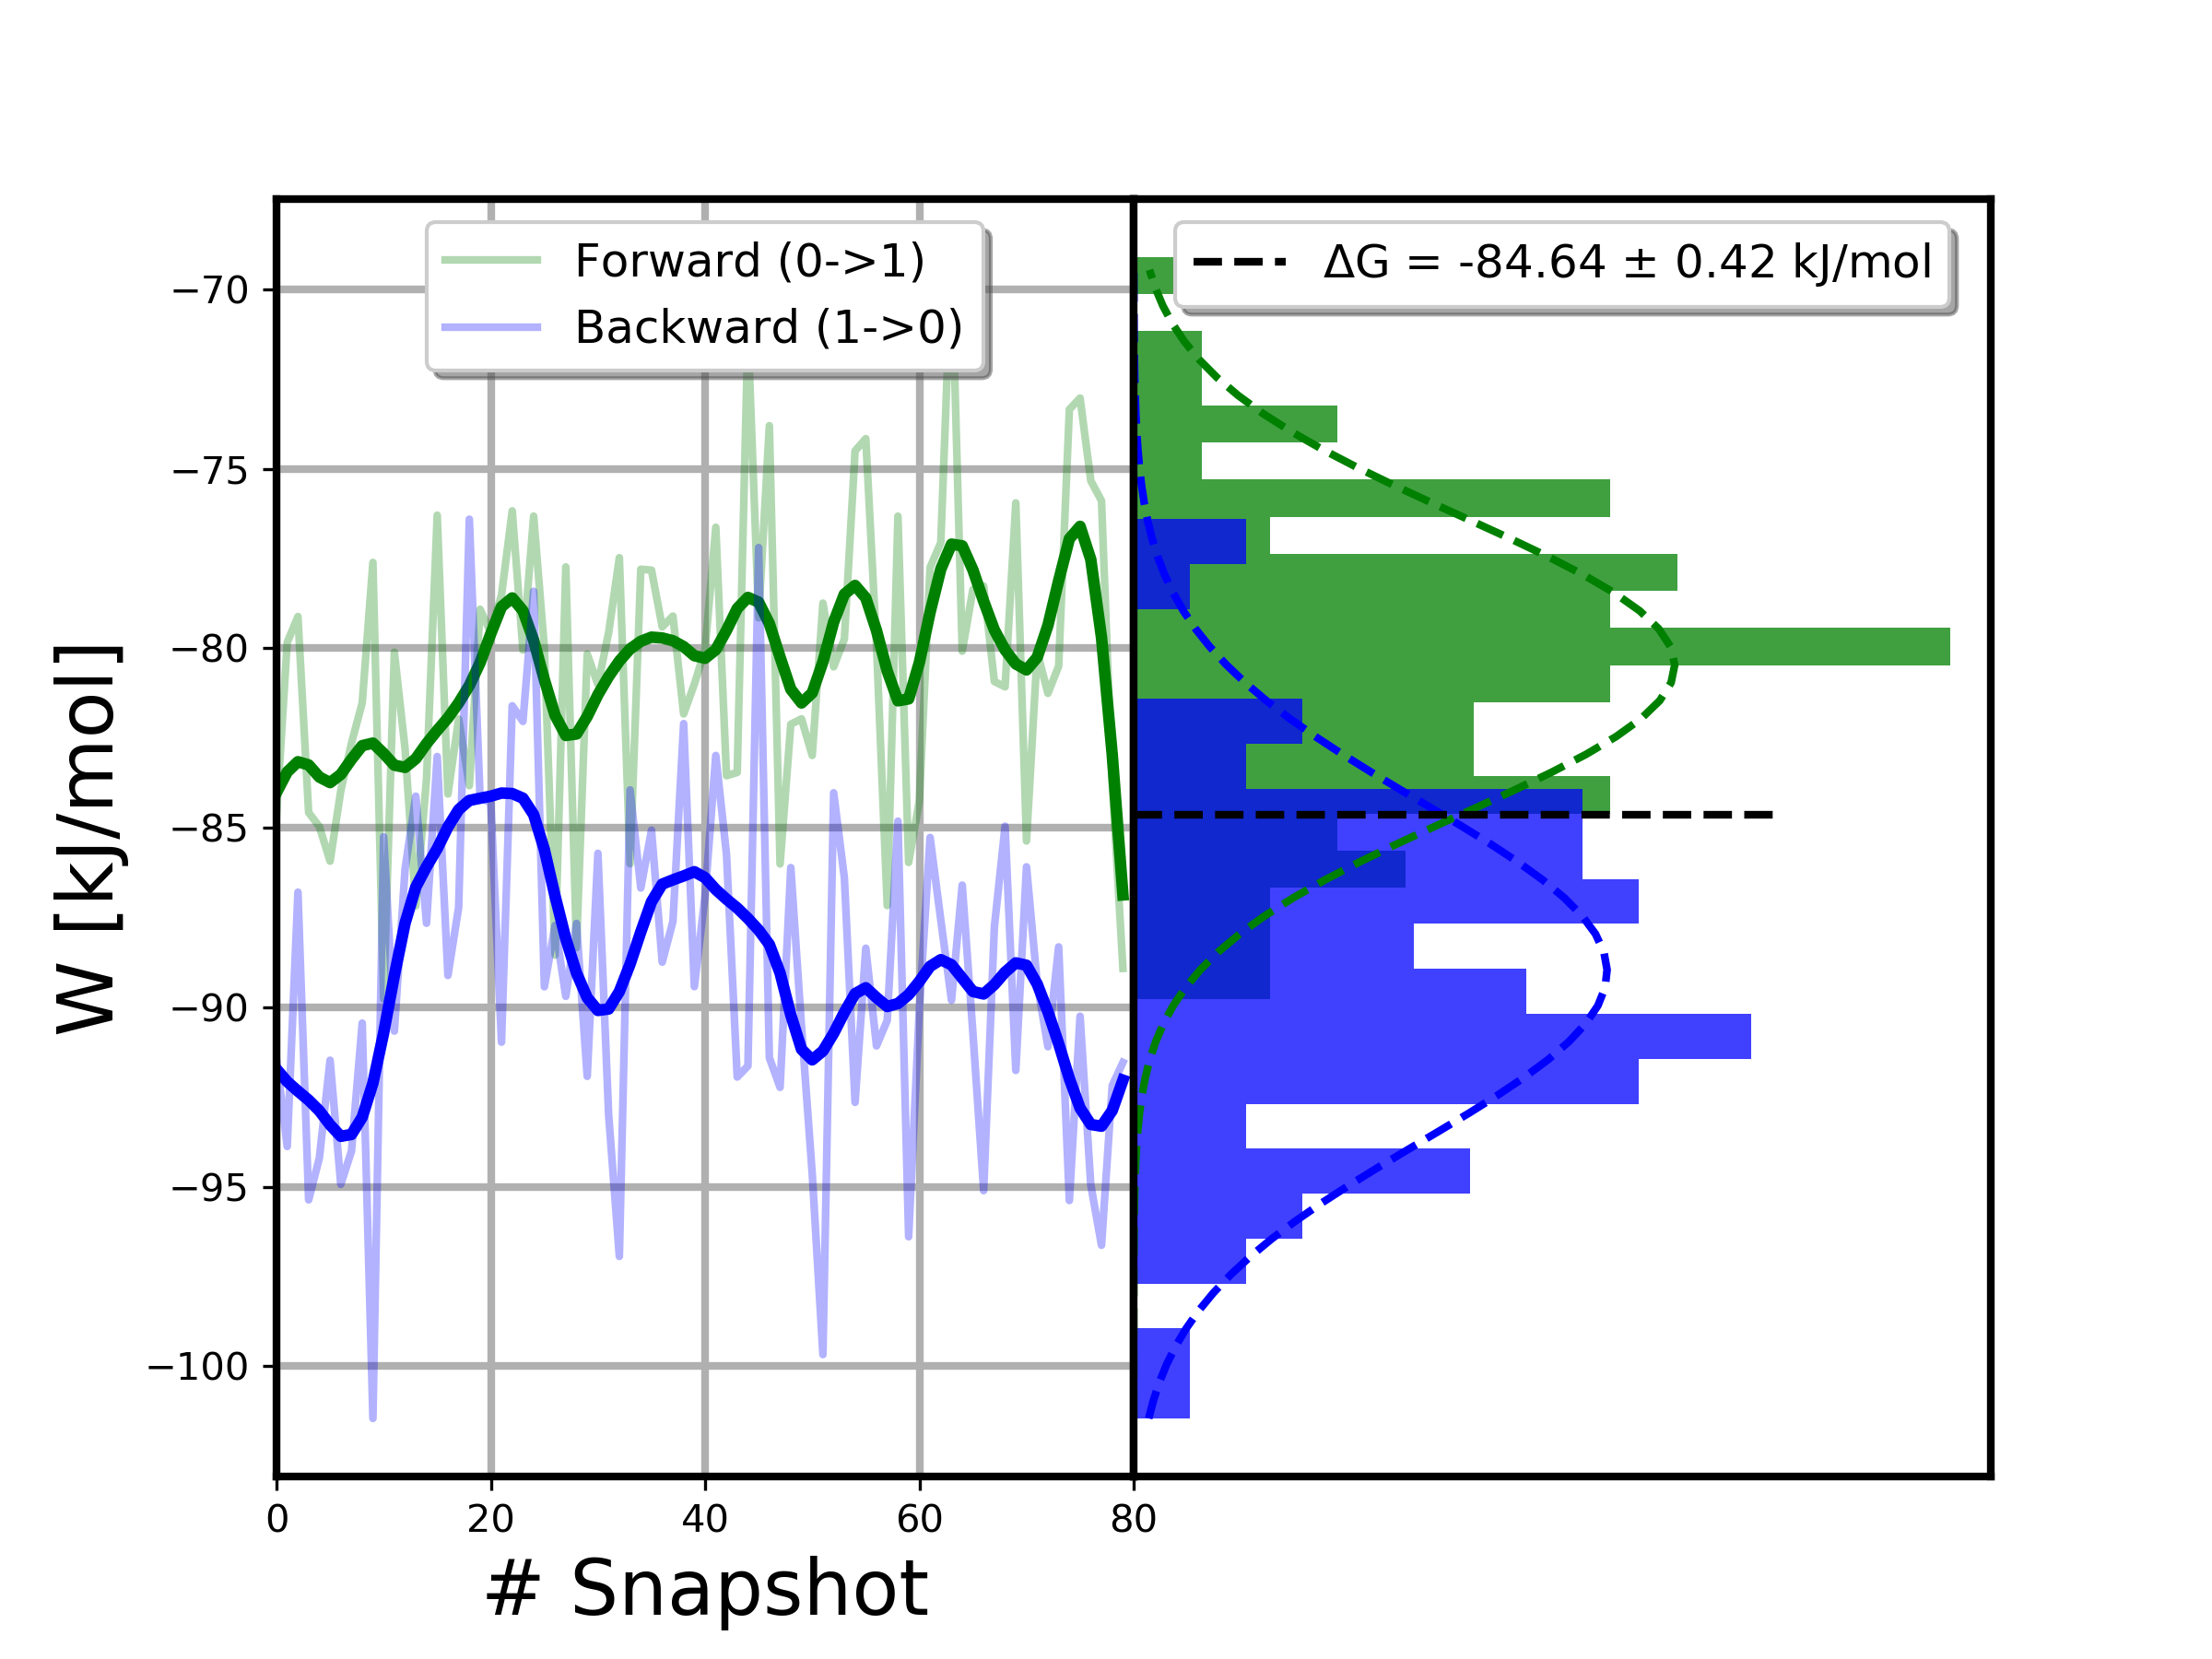 Forward (0->1)
Backward (1->0)
ΔG = -84.64 ± 0.42 kJ/mol
W [kJ/mol]
−70
−75
−80
−85
−90
−95
−100
0
20
40
60
80
# Snapshot